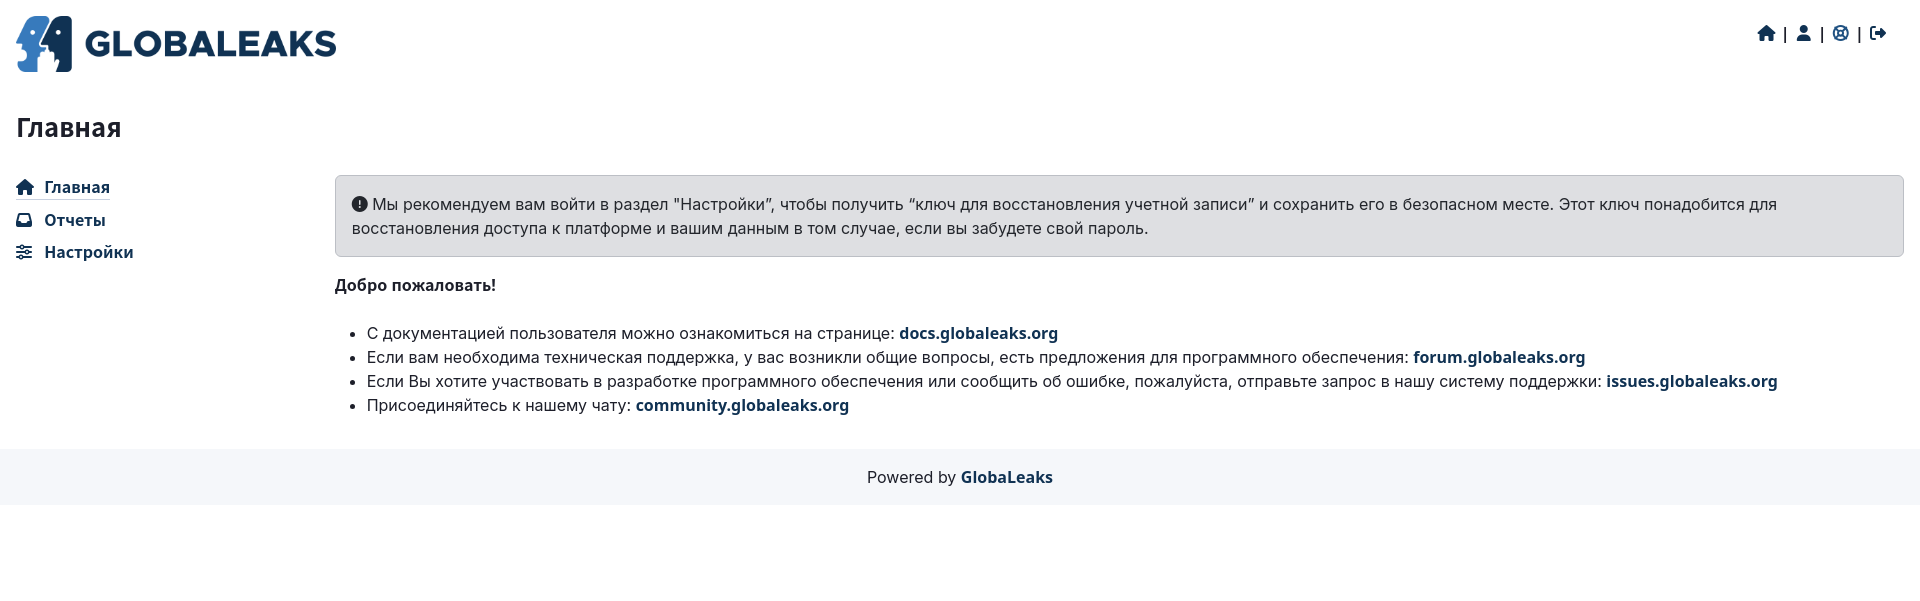 GLOBALEAKS
| | |
Главная
Главная
Отчеты
Настройки
Мы рекомендуем вам войти в раздел "Настройки”, чтобы получить “ключ для восстановления учетной записи” и сохранить его в безопасном месте. Этот ключ понадобится для
восстановления доступа к платформе и вашим данным в том случае, если вы забудете свой пароль.
Добро пожаловать!
• С документацией пользователя можно ознакомиться на странице: docs.globaleaks.org
• Если вам необходима техническая поддержка, у вас возникли общие вопросы, есть предложения для программного обеспечения: forum.globaleaks.org
• Если Вы хотите участвовать в разработке программного обеспечения или сообщить об ошибке, пожалуйста, отправьте запрос в нашу систему поддержки: issues.globaleaks.org
• Присоединяйтесь к нашему чату: community.globaleaks.org
Powered by GlobaLeaks